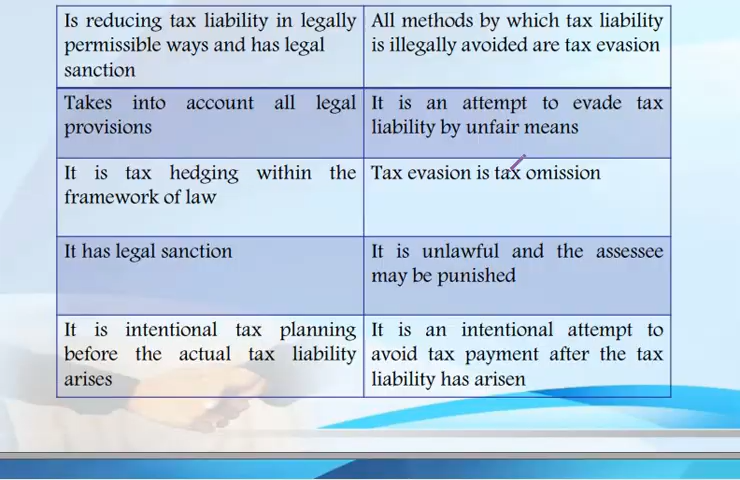 Is reducing tax liability in legally
permissible ways and has legal
sanction
All methods by which tax liability
is illegally avoided are tax evasion
Takes into account all legal
provisions
It is an attempt to evade tax
liability by unfair means
It is tax hedging within the
framework of law
Tax evasion is tax omission
It has legal sanction
It is unlawful and the assessee
may be punished
It is intentional tax planning
before the actual tax liability
arises
It is an intentional attempt to
avoid tax payment after the tax
liability has arisen